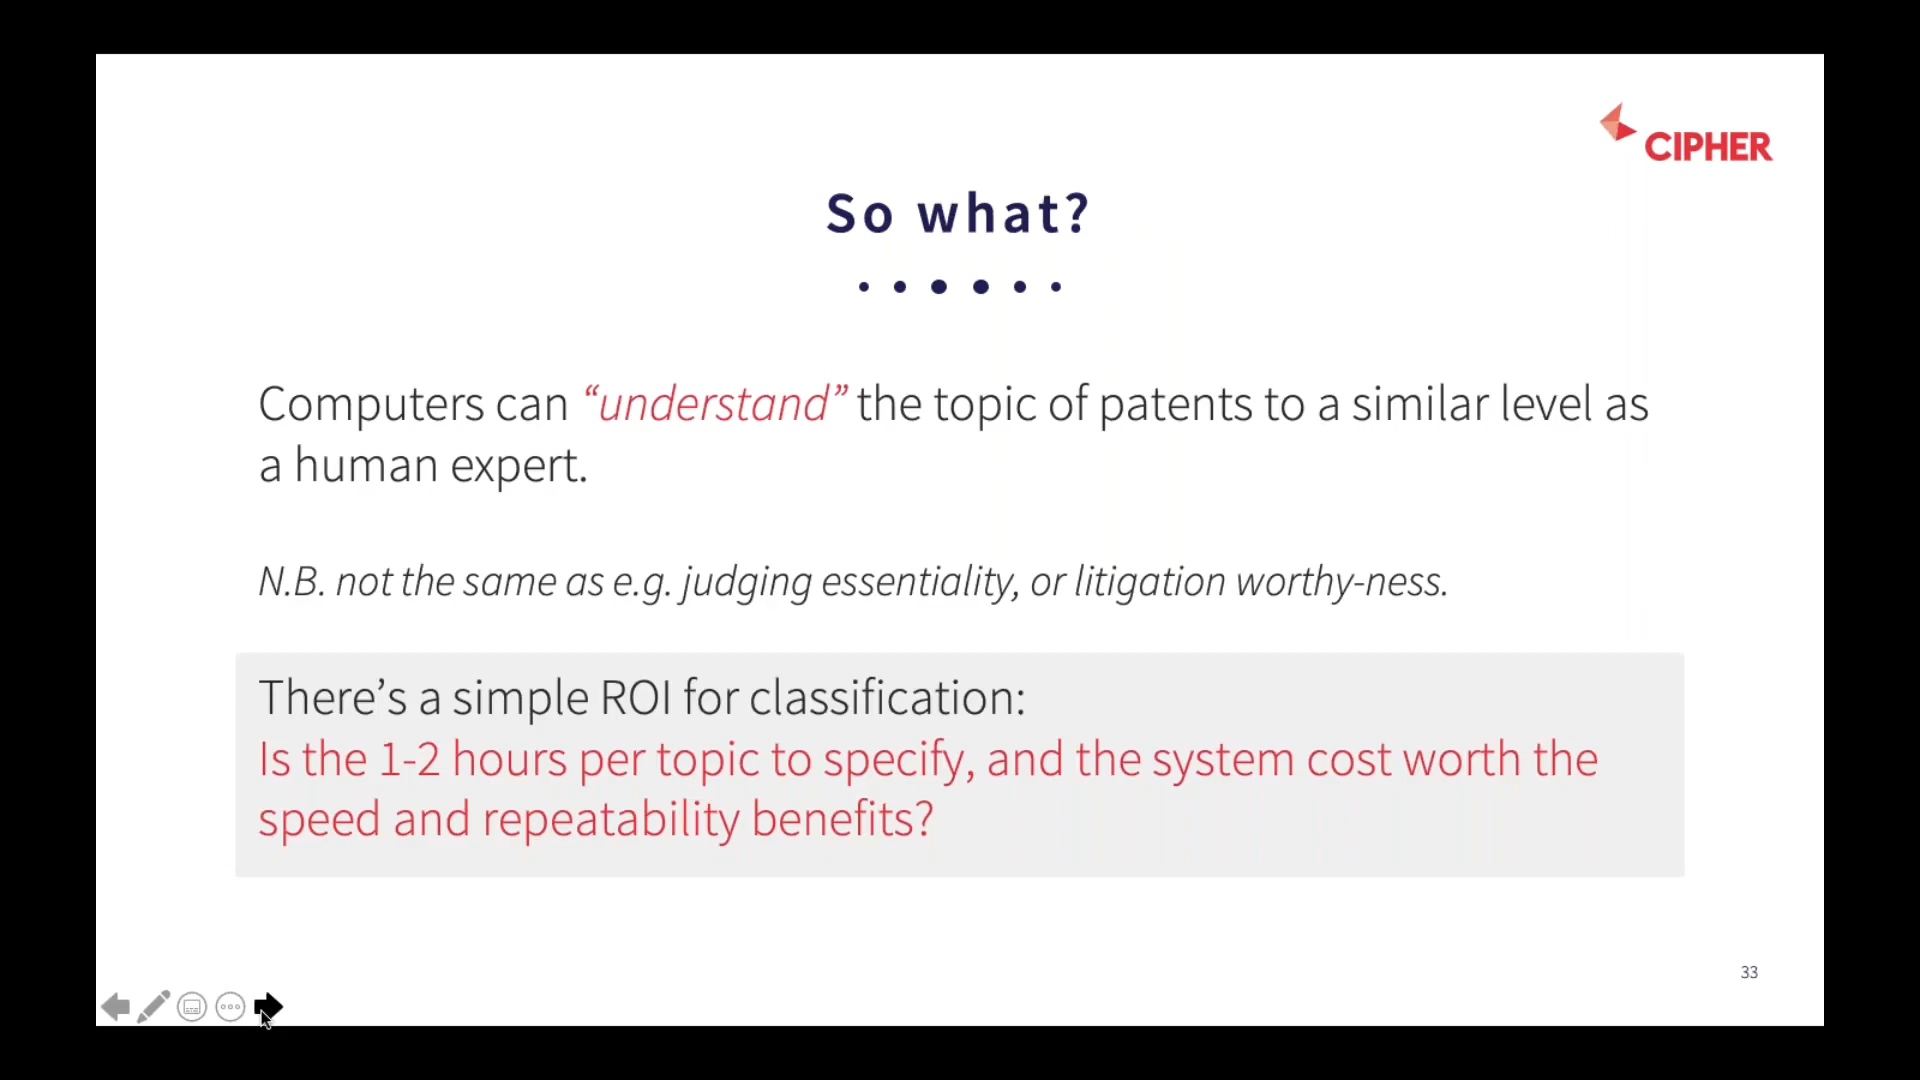 CIPHER
So what?
Computers can “understand” the topic of patents to a similar level as
a human expert.
N.B. not the same as e.g. judging essentiality, or litigation worthy-ness.
There’s a simple ROI for classification:
Is the 1-2 hours per topic to specify, and the system cost worth the
speed and repeatability benefits?
33